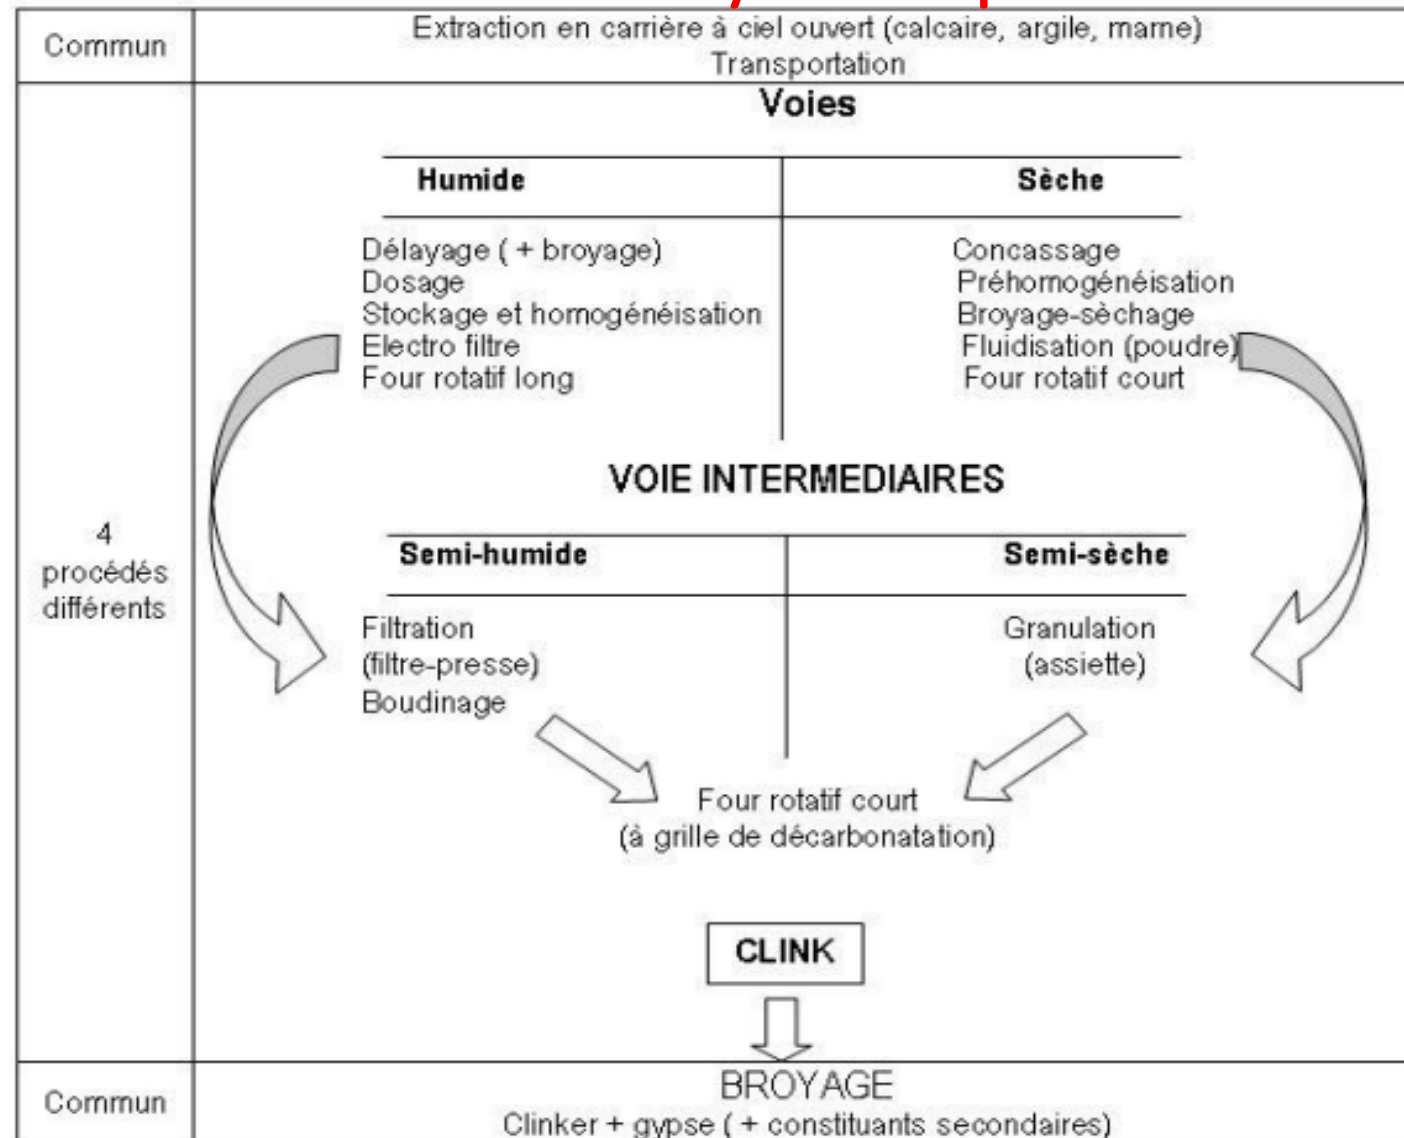 Commun
Extraction en carrière à ciel ouvert (calcaire, argile, marne)
Transportation
4
procédés
différents
Voies
Humide
Délayage ( + broyage)
Dosage
Stockage et homogénéisation
Electro filtre
Four rotatif long
Sèche
Concassage
Préhomogénéisation
Broyage-sèchage
Fluidisation (poudre)
Four rotatif court
VOIE INTERMEDIAIRES
Semi-humide
Filtration
(filtre-presse)
Boudinage
Semi-sèche
Granulation
(assiette)
Four rotatif court
(à grille de décarbonatation)
CLINK
Commun
BROYAGE
Clinker + gypse ( + constituants secondaires)